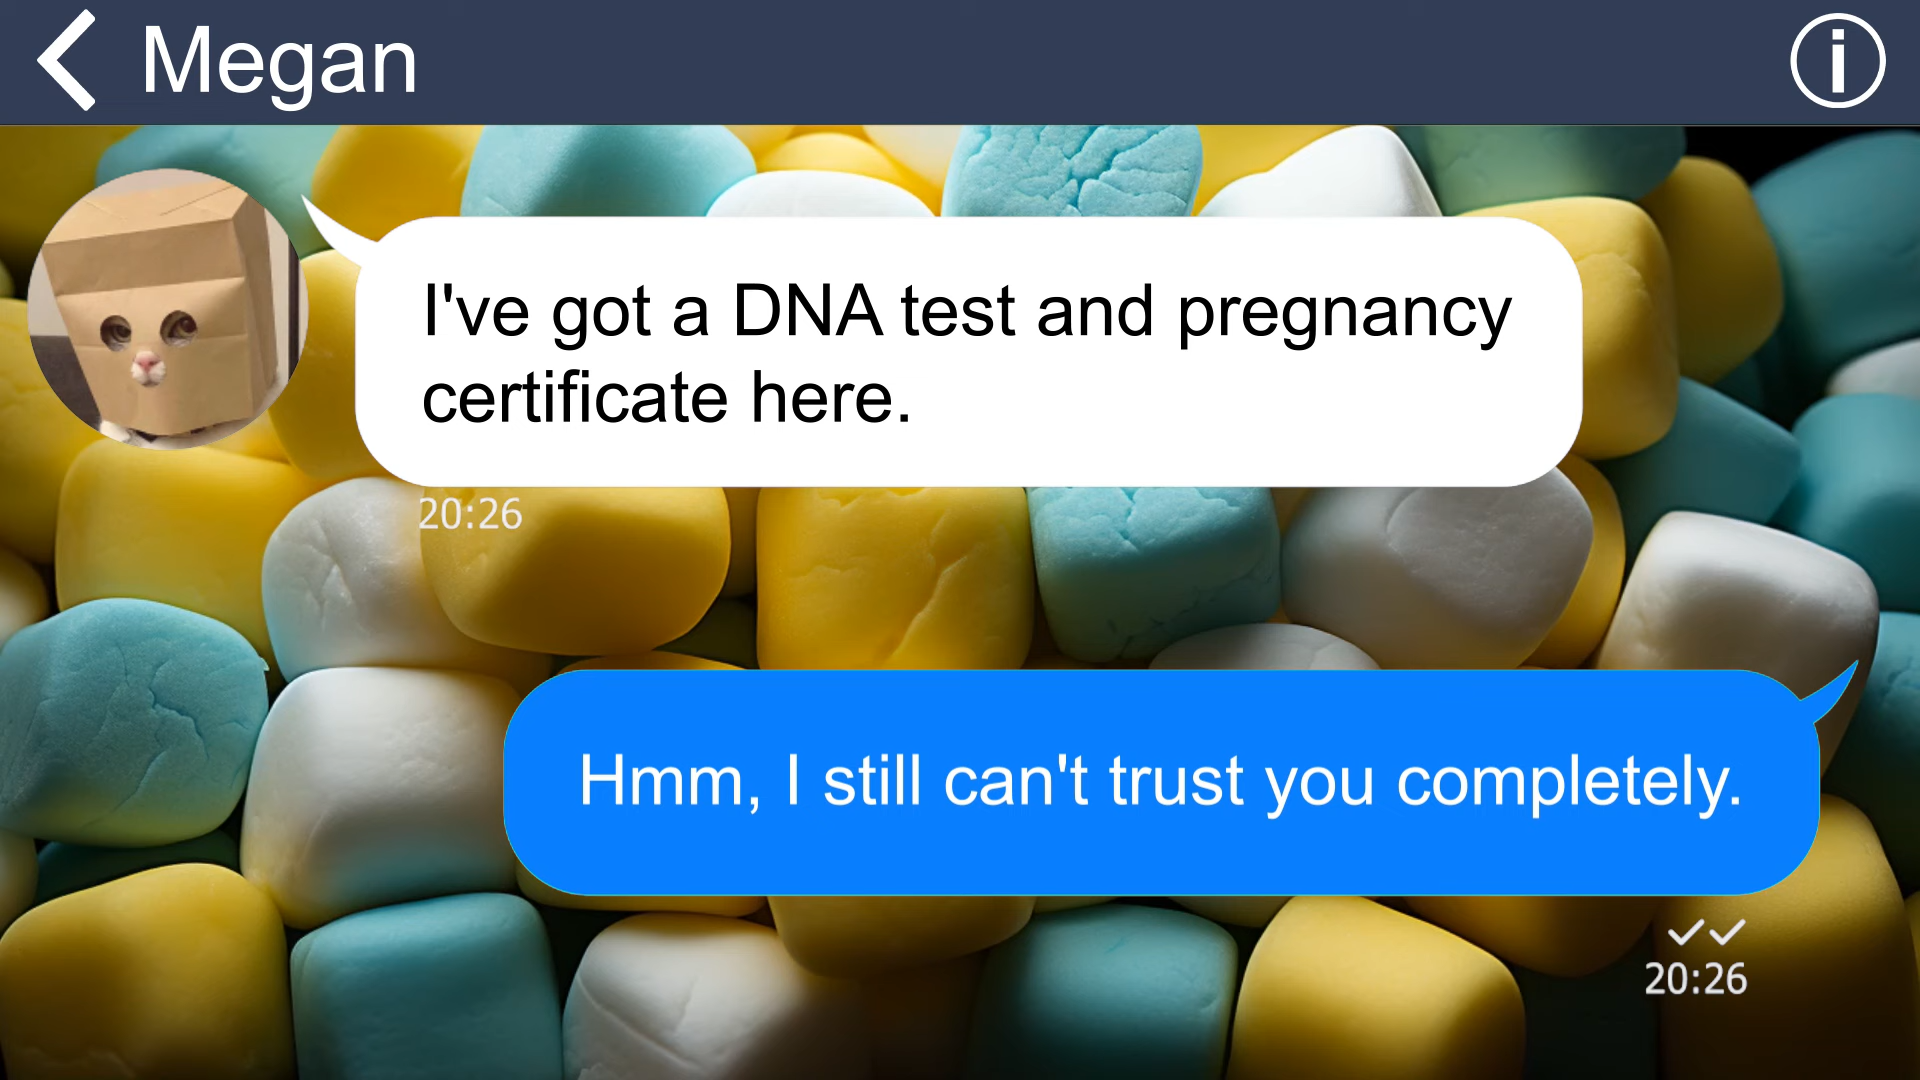 Megan
I've got a DNA test and pregnancy
certificate here.
20:26
Hmm, I still can't trust you completely.
20:26